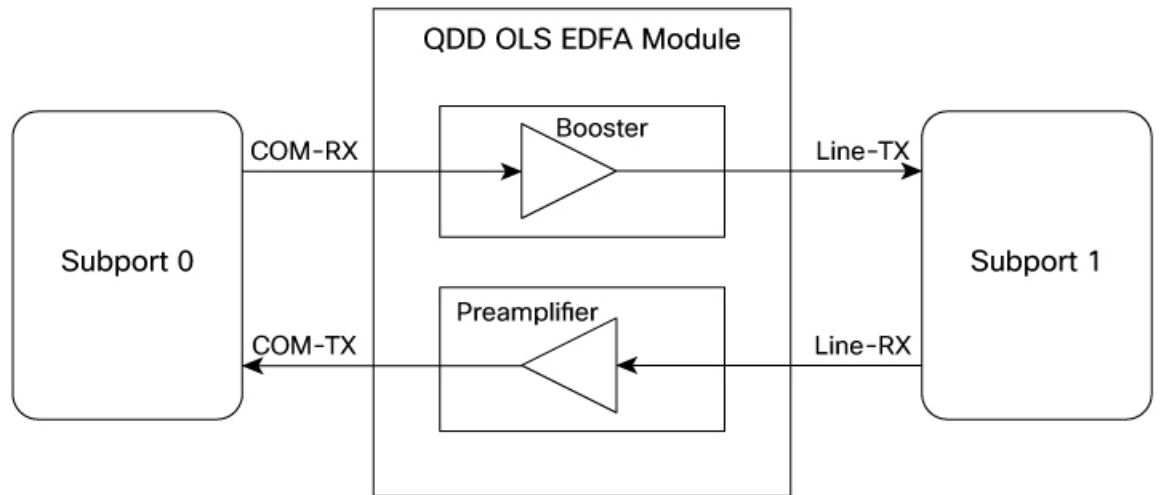 QDD OLS EDFA Module
Booster
COM-RX
Line-TX
Subport 0
Subport 1
Preamplifier
COM-TX
Line-RX